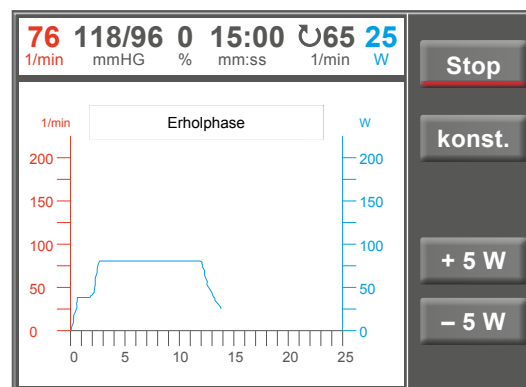 76 118/96 0 15:00 ↻65 25
1/min mmHG % mm:ss 1/min W
Stop
1/min Erholphase W
konst.
200 200
150 150
100 100
+ 5 W
50 50
– 5 W
0 0
0 5 10 15 20 25